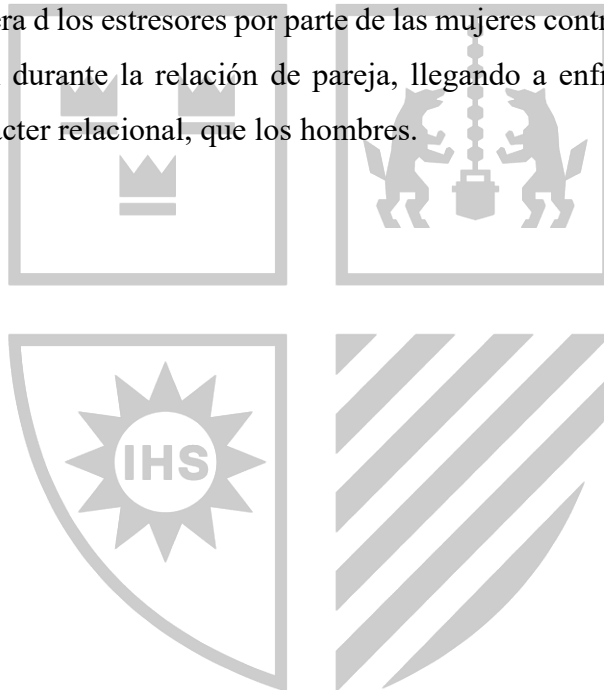 era d los estresores por parte de las mujeres contr
durante la relación de pareja, llegando a enfr
cter relacional, que los hombres.
IHS